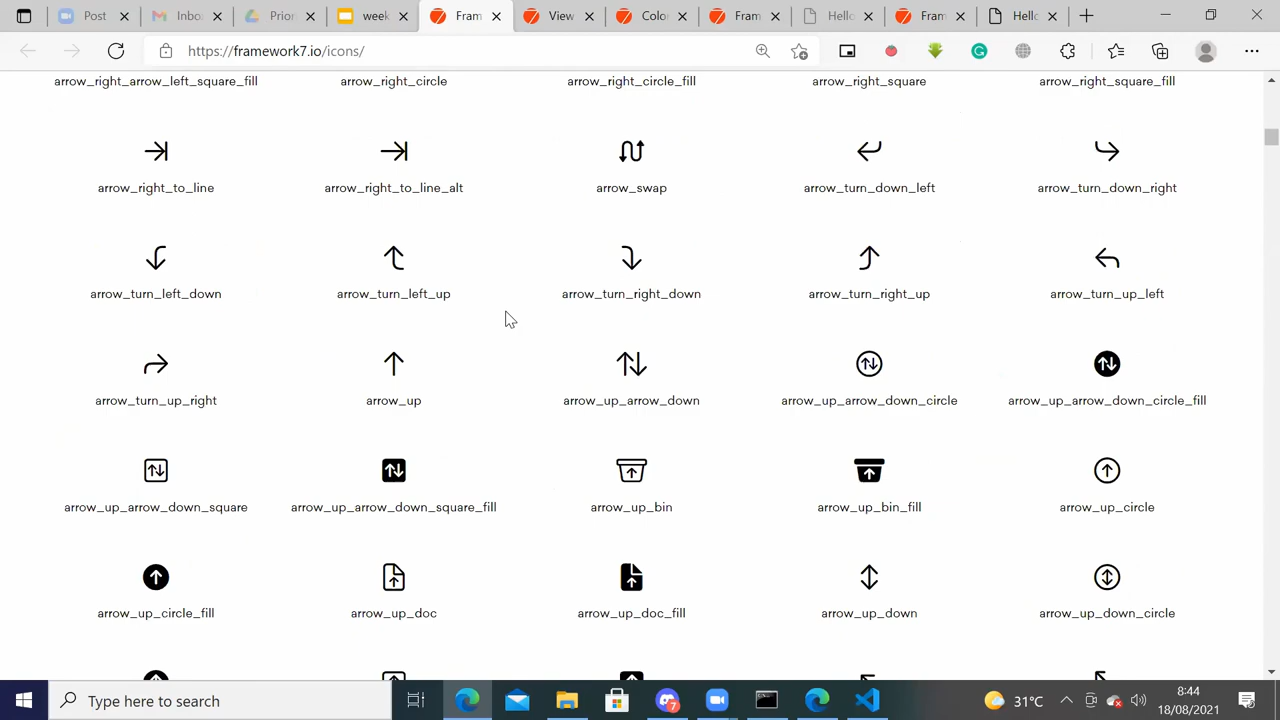 Post
Inbo
Prior
week
Fram
View
Colo
Fram
Hello
Fram
Hello
https://framework7.io/icons/
arrow_right_arrow_left_square_fill
arrow_right_circle
arrow_right_circle_fill
arrow_right_square
arrow_right_square_fill
arrow_right_to_line
arrow_right_to_line_alt
arrow_swap
arrow_turn_down_left
arrow_turn_down_right
arrow_turn_left_down
arrow_turn_left_up
arrow_turn_right_down
arrow_turn_right_up
arrow_turn_up_left
arrow_turn_up_right
arrow_up
arrow_up_arrow_down
arrow_up_arrow_down_circle
arrow_up_arrow_down_circle_fill
arrow_up_arrow_down_square
arrow_up_arrow_down_square_fill
arrow_up_bin
arrow_up_bin_fill
arrow_up_circle
arrow_up_circle_fill
arrow_up_doc
arrow_up_doc_fill
arrow_up_down
arrow_up_down_circle
Type here to search
7
31°C
8:44
18/08/2021